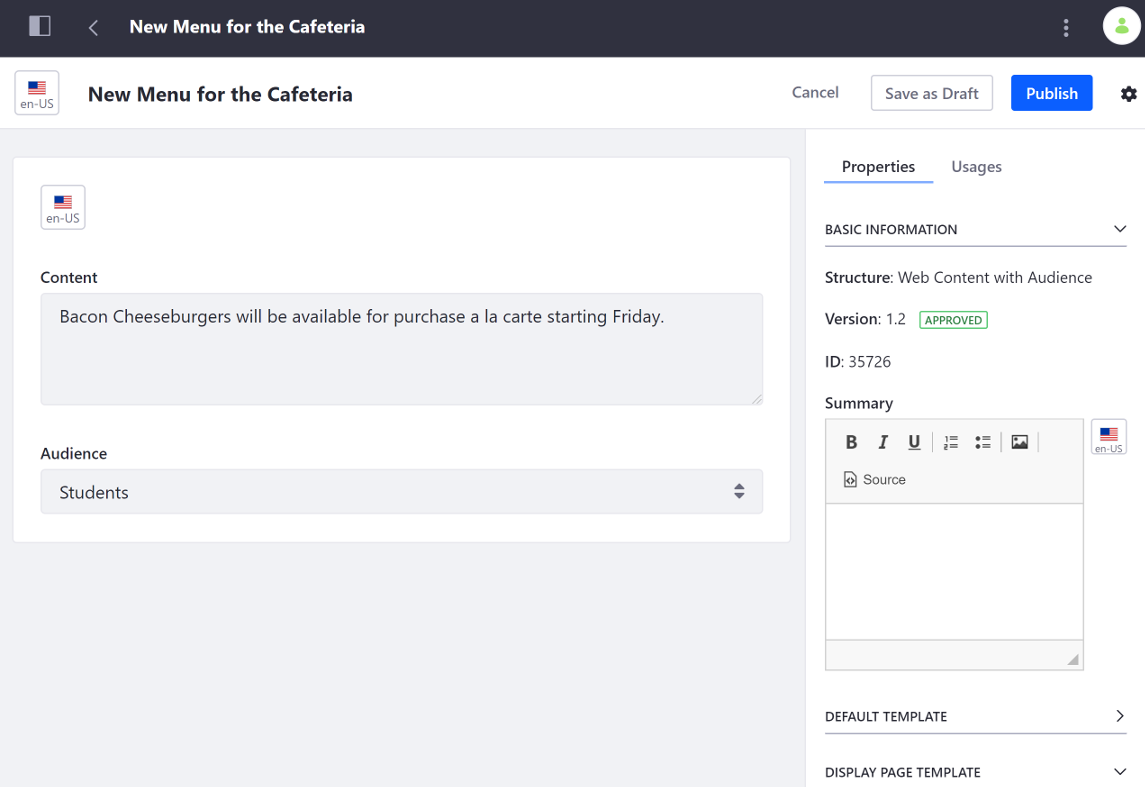 New Menu for the Cafeteria
en-US
New Menu for the Cafeteria
Cancel
Save as Draft
Publish
en-US
Content
Bacon Cheeseburgers will be available for purchase a la carte starting Friday.
Audience
Students
Properties
Usages
BASIC INFORMATION
Structure: Web Content with Audience
Version: 1.2 APPROVED
ID: 35726
Summary
B I U
en-US
Source
DEFAULT TEMPLATE
DISPLAY PAGE TEMPLATE